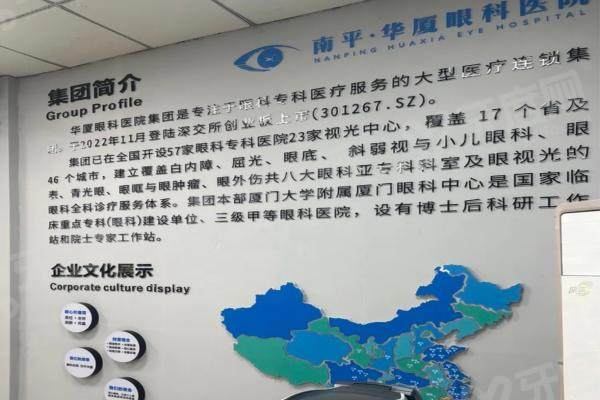 南平·华厦眼科医院
NANPING HUAXIA EYE HOSPITAL
集团简介
Group Profile
华厦眼科医院集团是专注于眼科专科医疗服务的大型医疗连锁集
团，于2022年11月登陆深交所创业板上市(301267.SZ)。
集团已在全国开设57家眼科专科医院23家视光中心，覆盖 17 个省及
46 个城市，建立覆盖白内障、屈光、眼底、斜弱视与小儿眼科、眼
表、青光眼、眼眶与眼肿瘤、眼外伤共八大眼科亚专科科室及眼视光的
眼科全科诊疗服务体系。集团本部厦门大学附属厦门眼科中心是国家临
床重点专科(眼科)建设单位、三级甲等眼科医院，设有博士后科研工作
站和院士专家工作站。
企业文化展示
Corporate culture display